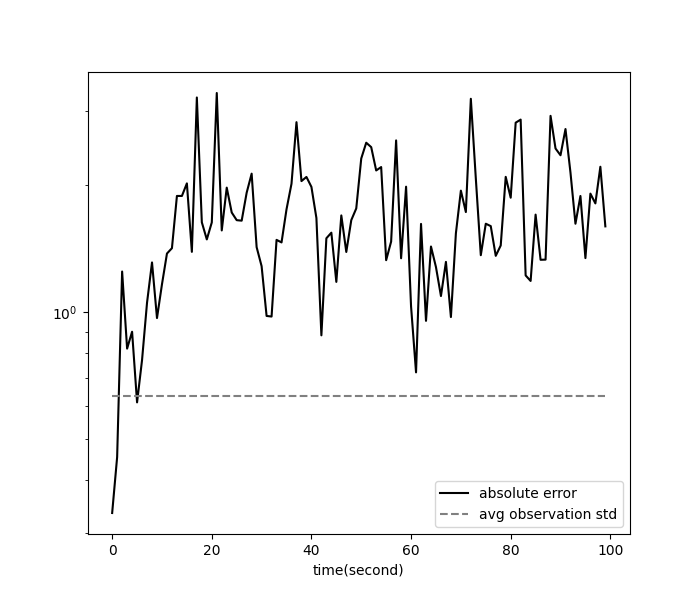 10⁰
0
20
40
60
80
100
time(second)
absolute error
avg observation std